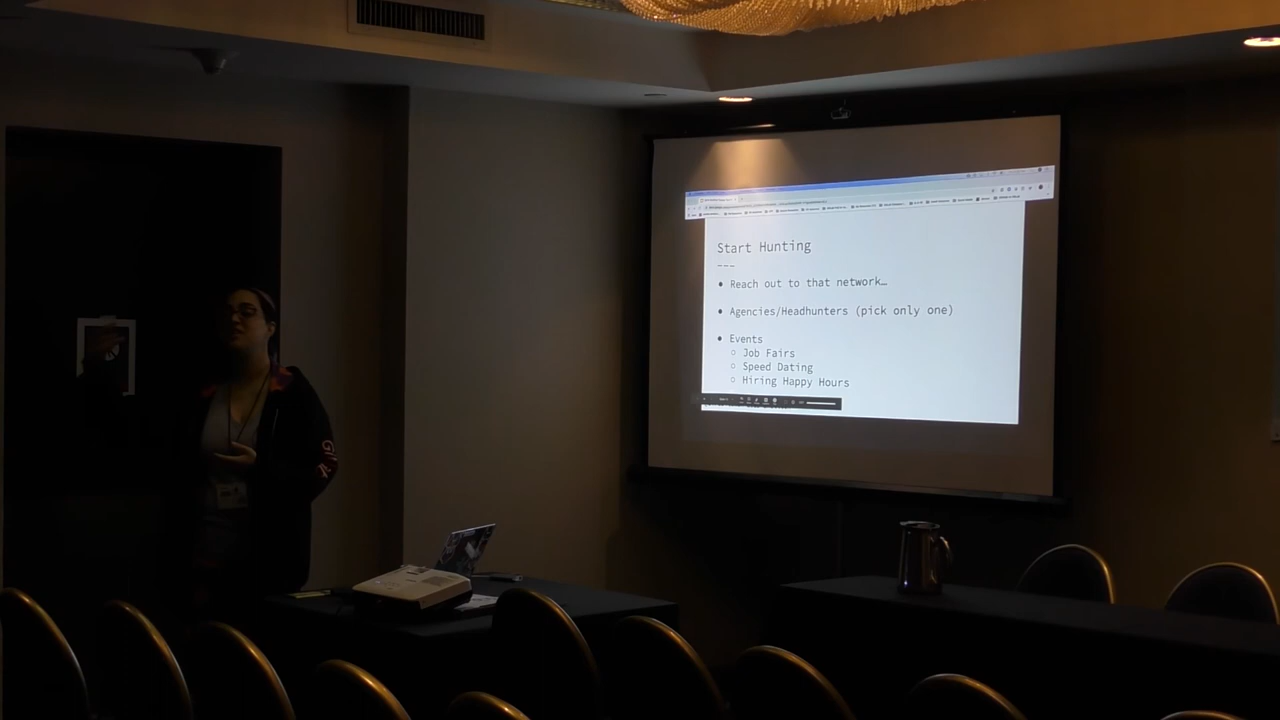 Start Hunting
---
• Reach out to that network…
• Agencies/Headhunters (pick only one)
• Events
○ Job Fairs
○ Speed Dating
○ Hiring Happy Hours